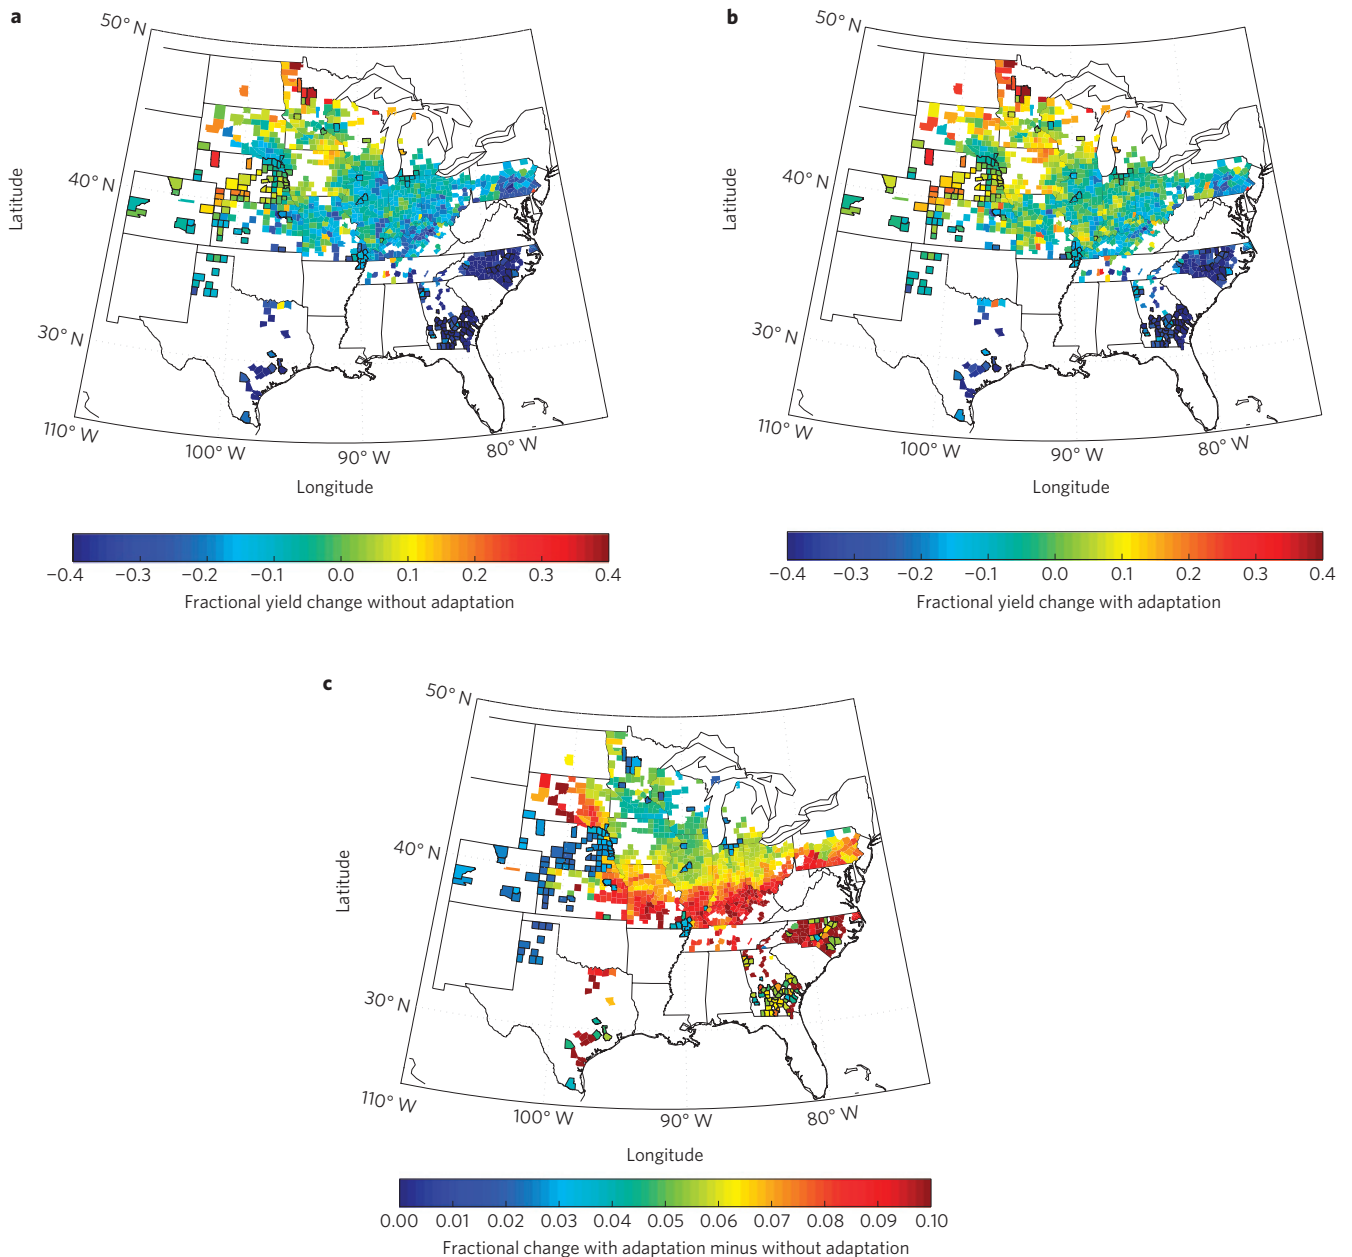 a
50° N
40° N
30° N
110° W
100° W
90° W
80° W
Latitude
Longitude
−0.4 −0.3 −0.2 −0.1 0.0 0.1 0.2 0.3 0.4
Fractional yield change without adaptation
b
50° N
40° N
30° N
110° W
100° W
90° W
80° W
Latitude
Longitude
−0.4 −0.3 −0.2 −0.1 0.0 0.1 0.2 0.3 0.4
Fractional yield change with adaptation
c
50° N
40° N
30° N
110° W
100° W
90° W
80° W
Latitude
Longitude
0.00 0.01 0.02 0.03 0.04 0.05 0.06 0.07 0.08 0.09 0.10
Fractional change with adaptation minus without adaptation